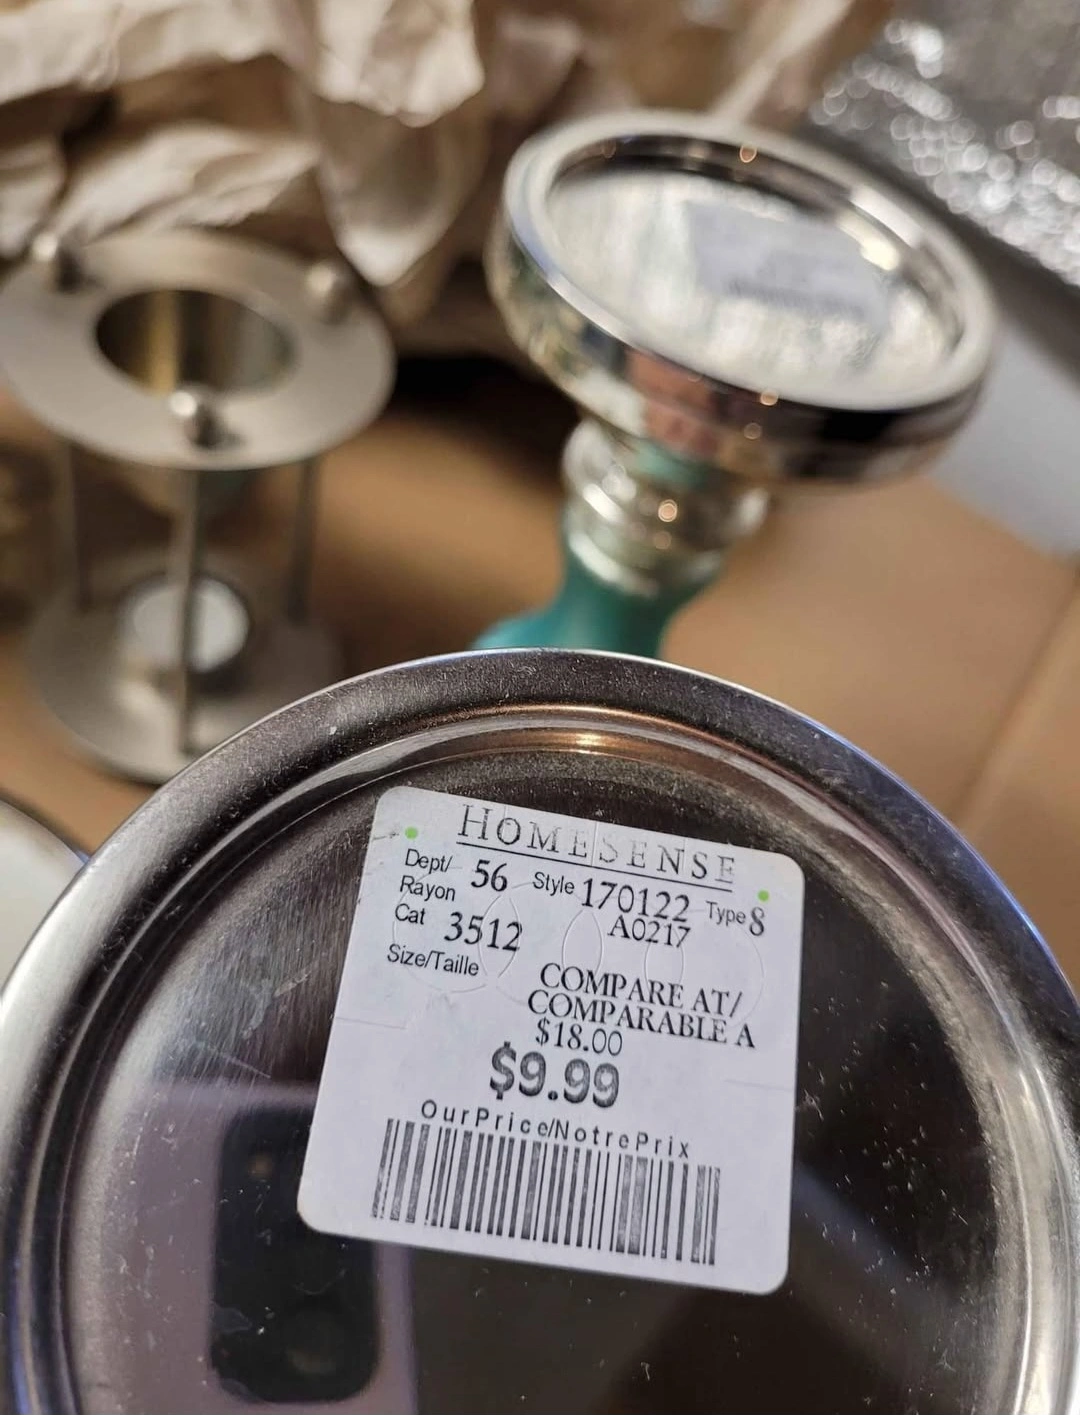 HOMESENSE
Dept/ 56 Style 170122 Type 8
Rayon A0217
Cat 3512
Size/Taille
COMPARE AT/
COMPARABLE A
$18.00
$9.99
OurPrice/NotrePrix